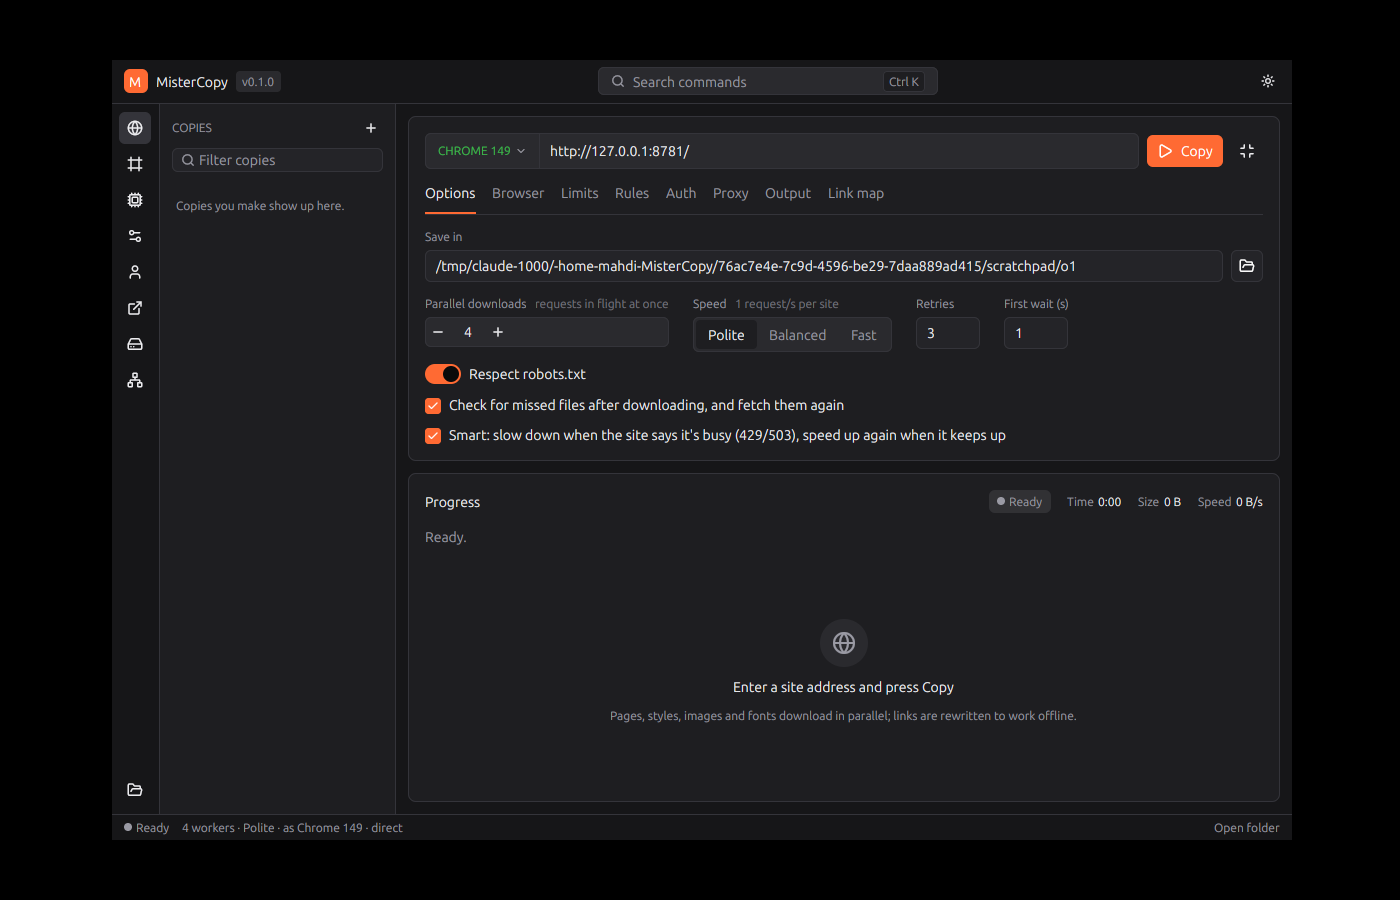 M MisterCopy v0.1.0 Search commands Ctrl K
COPIES
Filter copies
Copies you make show up here.
CHROME 149 http://127.0.0.1:8781/ Copy
Options Browser Limits Rules Auth Proxy Output Link map
Save in
/tmp/claude-1000/-home-mahdi-MisterCopy/76ac7e4e-7c9d-4596-be29-7daa889ad415/scratchpad/o1
Parallel downloads requests in flight at once Speed 1 request/s per site Retries First wait (s)
4 Polite Balanced Fast 3 1
Respect robots.txt
Check for missed files after downloading, and fetch them again
Smart: slow down when the site says it's busy (429/503), speed up again when it keeps up
Progress Ready Time 0:00 Size 0 B Speed 0 B/s
Ready.
Enter a site address and press Copy
Pages, styles, images and fonts download in parallel; links are rewritten to work offline.
Ready 4 workers · Polite · as Chrome 149 · direct Open folder